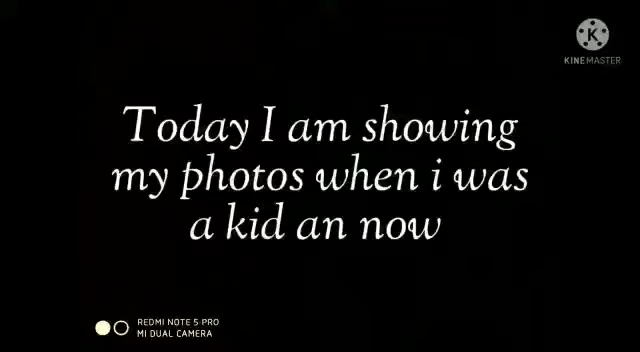 KINEMASTER
Today I am showing
my photos when i was
a kid an now
REDMI NOTE 5 PRO
MI DUAL CAMERA